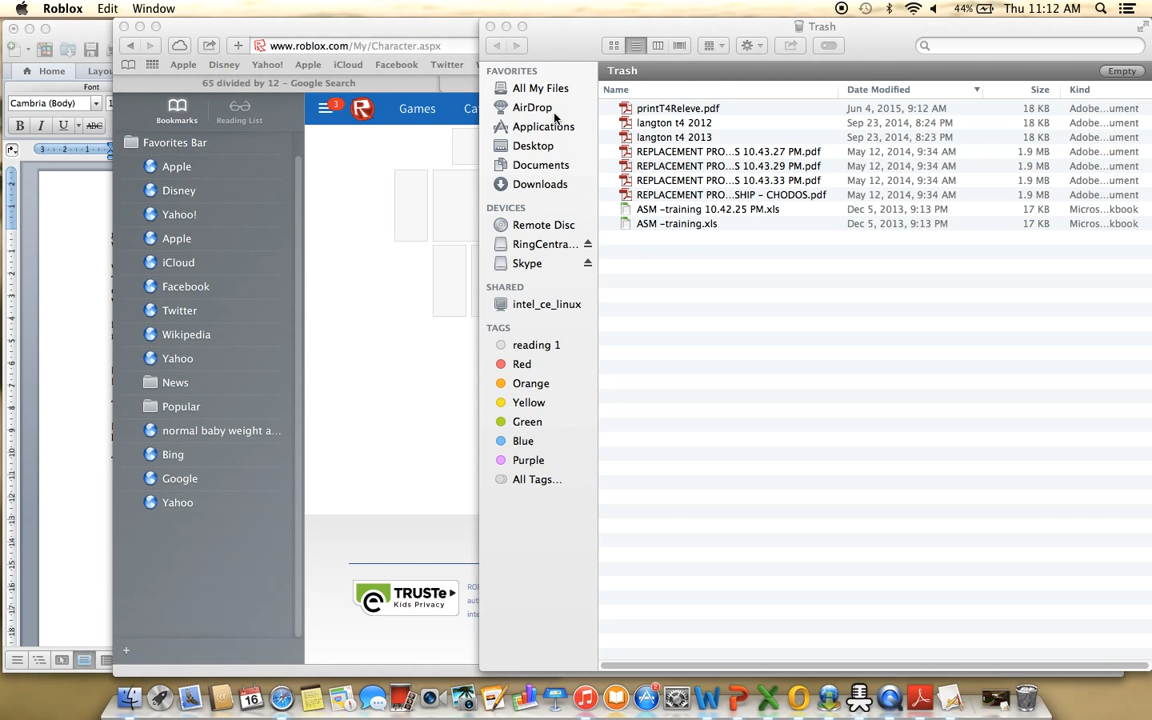 Roblox Edit Window 44% Thu 11:12 AM
Home Layou
Font
Cambria (Body)
B I U ABC
3 2 1
www.roblox.com/My/Character.aspx
Apple Disney Yahoo! Apple iCloud Facebook Twitter
65 divided by 12 – Google Search
Bookmarks Reading List
Favorites Bar
Apple
Disney
Yahoo!
Apple
iCloud
Facebook
Twitter
Wikipedia
Yahoo
News
Popular
normal baby weight a...
Bing
Google
Yahoo
3 R Games Ca
TRUSTe
Kids Privacy
RO
aut
inte
Trash
Trash Empty
FAVORITES
All My Files
AirDrop
Applications
Desktop
Documents
Downloads
DEVICES
Remote Disc
RingCentra...
Skype
SHARED
intel_ce_linux
TAGS
reading 1
Red
Orange
Yellow
Green
Blue
Purple
All Tags...
Name Date Modified Size Kind
printT4Releve.pdf Jun 4, 2015, 9:12 AM 18 KB Adobe...ument
langton t4 2012 Sep 23, 2014, 8:24 PM 18 KB Adobe...ument
langton t4 2013 Sep 23, 2014, 8:23 PM 18 KB Adobe...ument
REPLACEMENT PRO...S 10.43.27 PM.pdf May 12, 2014, 9:34 AM 1.9 MB Adobe...ument
REPLACEMENT PRO...S 10.43.29 PM.pdf May 12, 2014, 9:34 AM 1.9 MB Adobe...ument
REPLACEMENT PRO...S 10.43.33 PM.pdf May 12, 2014, 9:34 AM 1.9 MB Adobe...ument
REPLACEMENT PRO...SHIP – CHODOS.pdf May 12, 2014, 9:34 AM 1.9 MB Adobe...ument
ASM –training 10.42.25 PM.xls Dec 5, 2013, 9:13 PM 17 KB Micros...kbook
ASM –training.xls Dec 5, 2013, 9:13 PM 17 KB Micros...kbook
16